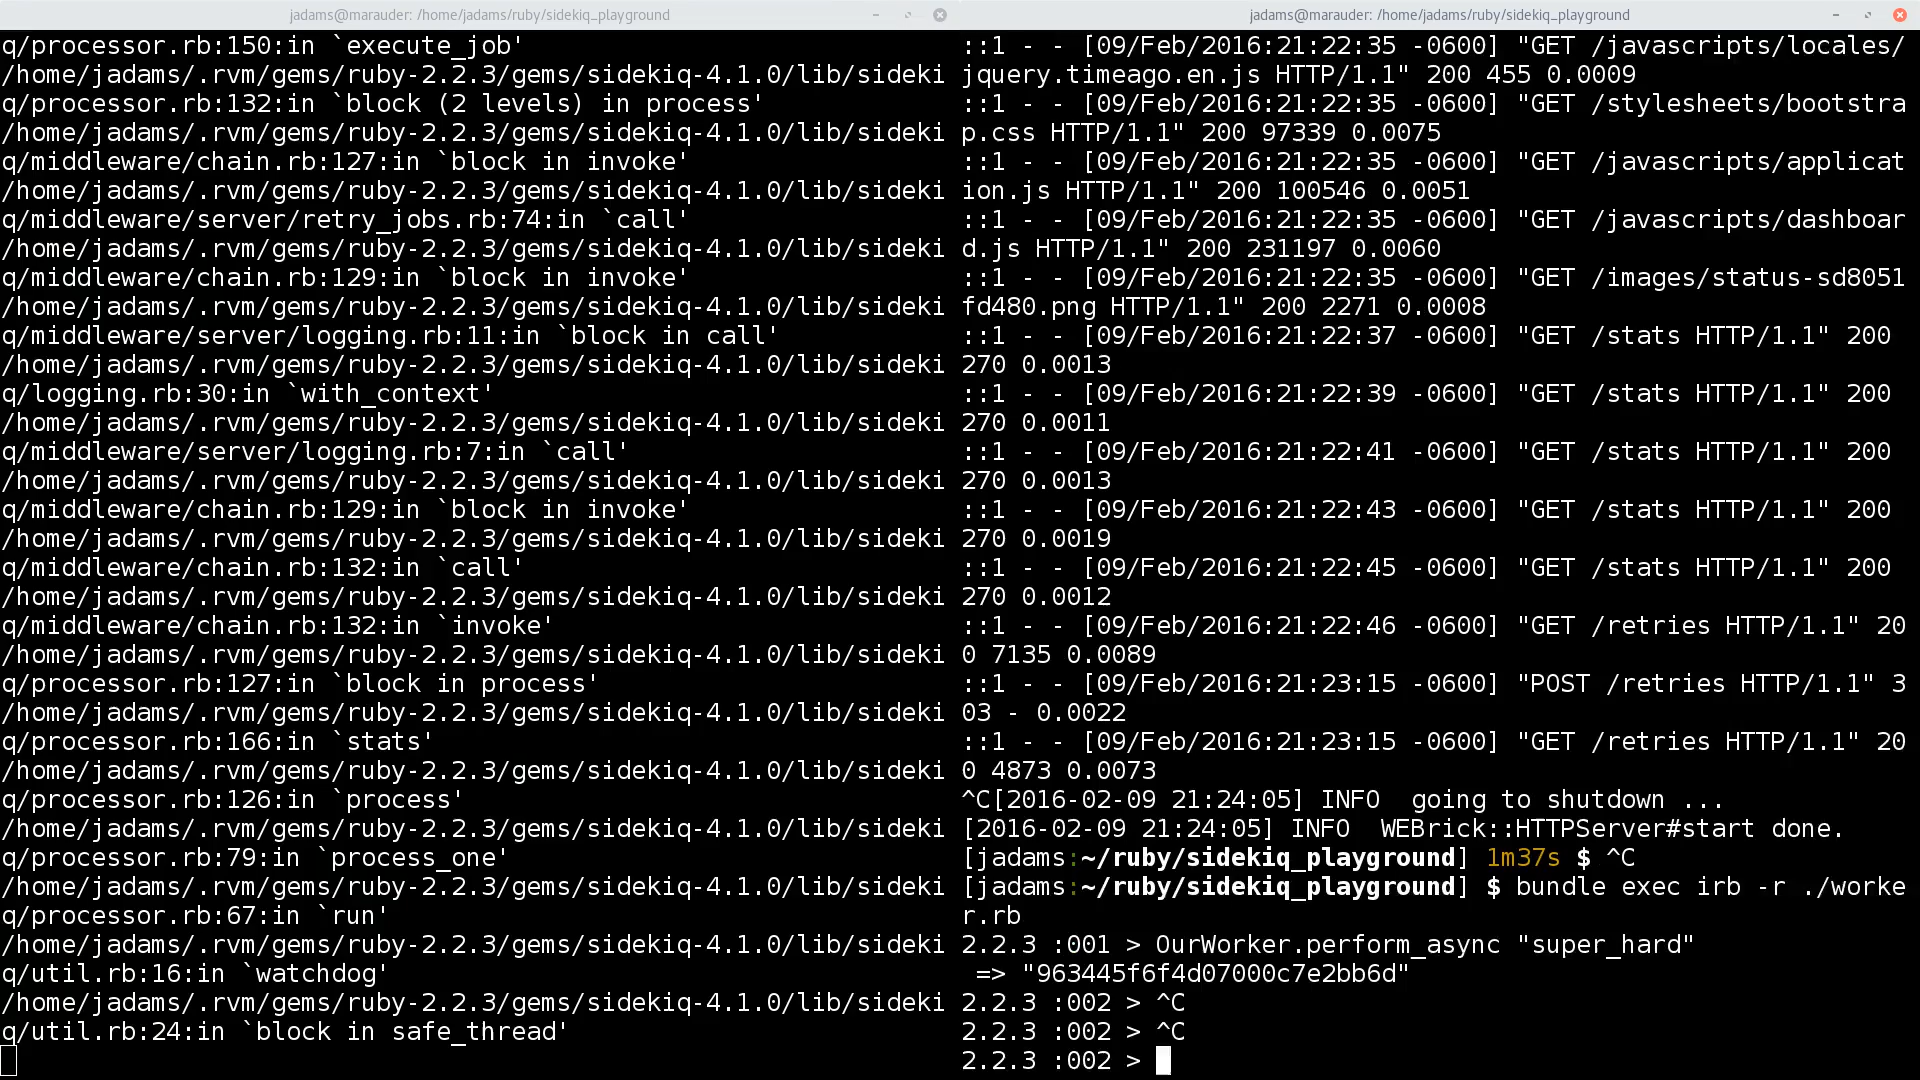 jadams@marauder: /home/jadams/ruby/sidekiq_playground
q/processor.rb:150:in `execute_job'
/home/jadams/.rvm/gems/ruby-2.2.3/gems/sidekiq-4.1.0/lib/sideki
q/processor.rb:132:in `block (2 levels) in process'
/home/jadams/.rvm/gems/ruby-2.2.3/gems/sidekiq-4.1.0/lib/sideki
q/middleware/chain.rb:127:in `block in invoke'
/home/jadams/.rvm/gems/ruby-2.2.3/gems/sidekiq-4.1.0/lib/sideki
q/middleware/server/retry_jobs.rb:74:in `call'
/home/jadams/.rvm/gems/ruby-2.2.3/gems/sidekiq-4.1.0/lib/sideki
q/middleware/chain.rb:129:in `block in invoke'
/home/jadams/.rvm/gems/ruby-2.2.3/gems/sidekiq-4.1.0/lib/sideki
q/middleware/server/logging.rb:11:in `block in call'
/home/jadams/.rvm/gems/ruby-2.2.3/gems/sidekiq-4.1.0/lib/sideki
q/logging.rb:30:in `with_context'
/home/jadams/.rvm/gems/ruby-2.2.3/gems/sidekiq-4.1.0/lib/sideki
q/middleware/server/logging.rb:7:in `call'
/home/jadams/.rvm/gems/ruby-2.2.3/gems/sidekiq-4.1.0/lib/sideki
q/middleware/chain.rb:129:in `block in invoke'
/home/jadams/.rvm/gems/ruby-2.2.3/gems/sidekiq-4.1.0/lib/sideki
q/middleware/chain.rb:132:in `call'
/home/jadams/.rvm/gems/ruby-2.2.3/gems/sidekiq-4.1.0/lib/sideki
q/middleware/chain.rb:132:in `invoke'
/home/jadams/.rvm/gems/ruby-2.2.3/gems/sidekiq-4.1.0/lib/sideki
q/processor.rb:127:in `block in process'
/home/jadams/.rvm/gems/ruby-2.2.3/gems/sidekiq-4.1.0/lib/sideki
q/processor.rb:166:in `stats'
/home/jadams/.rvm/gems/ruby-2.2.3/gems/sidekiq-4.1.0/lib/sideki
q/processor.rb:126:in `process'
/home/jadams/.rvm/gems/ruby-2.2.3/gems/sidekiq-4.1.0/lib/sideki
q/processor.rb:79:in `process_one'
/home/jadams/.rvm/gems/ruby-2.2.3/gems/sidekiq-4.1.0/lib/sideki
q/processor.rb:67:in `run'
/home/jadams/.rvm/gems/ruby-2.2.3/gems/sidekiq-4.1.0/lib/sideki
q/util.rb:16:in `watchdog'
/home/jadams/.rvm/gems/ruby-2.2.3/gems/sidekiq-4.1.0/lib/sideki
q/util.rb:24:in `block in safe_thread'
jadams@marauder: /home/jadams/ruby/sidekiq_playground
::1 - - [09/Feb/2016:21:22:35 -0600] "GET /javascripts/locales/
jquery.timeago.en.js HTTP/1.1" 200 455 0.0009
::1 - - [09/Feb/2016:21:22:35 -0600] "GET /stylesheets/bootstra
p.css HTTP/1.1" 200 97339 0.0075
::1 - - [09/Feb/2016:21:22:35 -0600] "GET /javascripts/applicat
ion.js HTTP/1.1" 200 100546 0.0051
::1 - - [09/Feb/2016:21:22:35 -0600] "GET /javascripts/dashboar
d.js HTTP/1.1" 200 231197 0.0060
::1 - - [09/Feb/2016:21:22:35 -0600] "GET /images/status-sd8051
fd480.png HTTP/1.1" 200 2271 0.0008
::1 - - [09/Feb/2016:21:22:37 -0600] "GET /stats HTTP/1.1" 200
270 0.0013
::1 - - [09/Feb/2016:21:22:39 -0600] "GET /stats HTTP/1.1" 200
270 0.0011
::1 - - [09/Feb/2016:21:22:41 -0600] "GET /stats HTTP/1.1" 200
270 0.0013
::1 - - [09/Feb/2016:21:22:43 -0600] "GET /stats HTTP/1.1" 200
270 0.0019
::1 - - [09/Feb/2016:21:22:45 -0600] "GET /stats HTTP/1.1" 200
270 0.0012
::1 - - [09/Feb/2016:21:22:46 -0600] "GET /retries HTTP/1.1" 20
0 7135 0.0089
::1 - - [09/Feb/2016:21:23:15 -0600] "POST /retries HTTP/1.1" 3
03 - 0.0022
::1 - - [09/Feb/2016:21:23:15 -0600] "GET /retries HTTP/1.1" 20
0 4873 0.0073
^C[2016-02-09 21:24:05] INFO  going to shutdown ...
[2016-02-09 21:24:05] INFO  WEBrick::HTTPServer#start done.
[jadams:~/ruby/sidekiq_playground] 1m37s $ ^C
[jadams:~/ruby/sidekiq_playground] $ bundle exec irb -r ./worke
r.rb
2.2.3 :001 > OurWorker.perform_async "super_hard"
 => "963445f6f4d07000c7e2bb6d"
2.2.3 :002 > ^C
2.2.3 :002 > ^C
2.2.3 :002 >